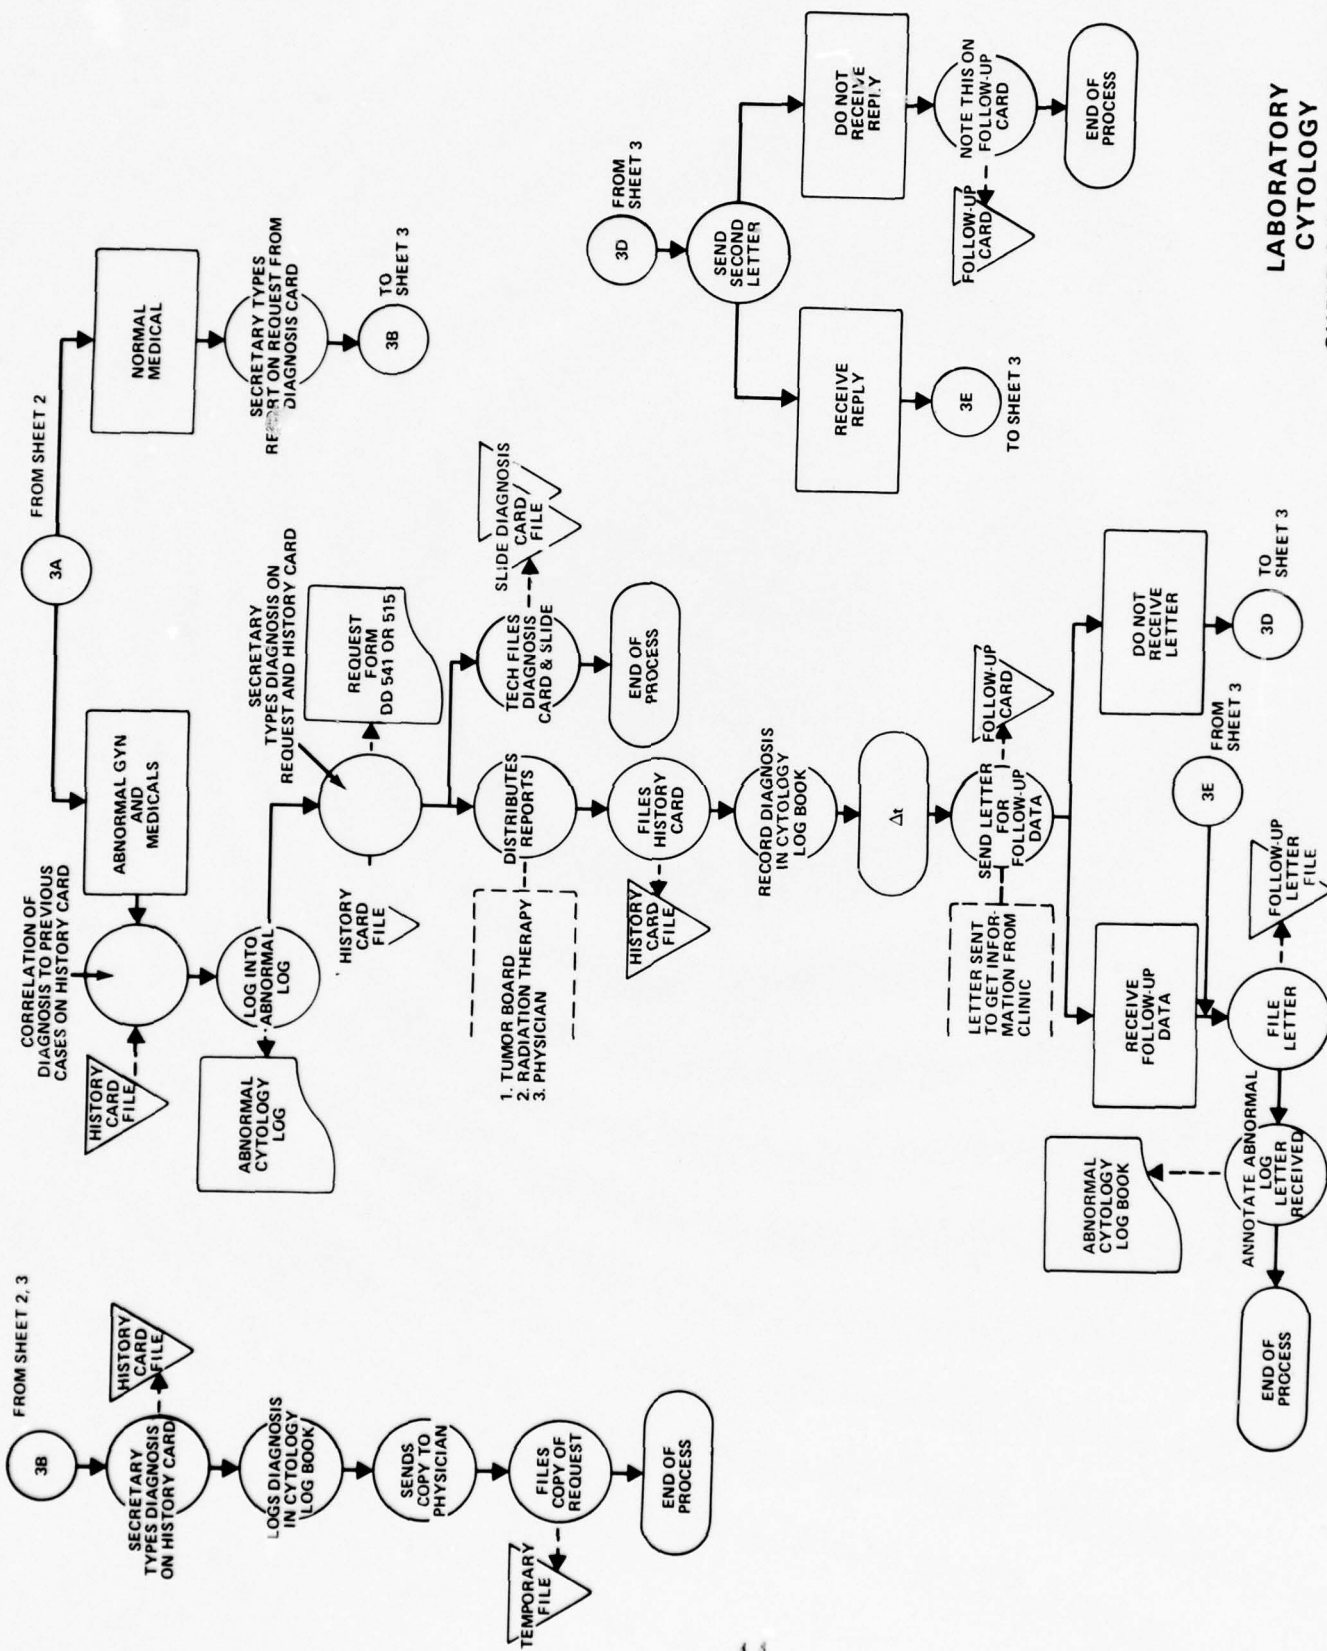 FROM SHEET 2, 3
3B
SECRETARY
TYPES DIAGNOSIS
ON HISTORY CARD
HISTORY
CARD
FILE
LOGS DIAGNOSIS
IN CYTOLOGY
LOG BOOK
SENDS
COPY TO
PHYSICIAN
FILES
COPY OF
REQUEST
TEMPORARY
FILE
END OF
PROCESS
FROM SHEET 2
3A
ABNORMAL GYN
AND
MEDICALS
CORRELATION OF
DIAGNOSIS TO PREVIOUS
CASES ON HISTORY CARD
HISTORY
CARD
FILE
LOG INTO
ABNORMAL
LOG
ABNORMAL
CYTOLOGY
LOG
SECRETARY
TYPES DIAGNOSIS ON
REQUEST AND HISTORY CARD
REQUEST
FORM
DD 541 OR 515
HISTORY
CARD
FILE
DISTRIBUTES
REPORTS
1. TUMOR BOARD
2. RADIATION THERAPY
3. PHYSICIAN
TECH FILES
DIAGNOSIS
CARD & SLIDE
SLIDE DIAGNOSIS
CARD
FILE
END OF
PROCESS
FILES
HISTORY
CARD
HISTORY
CARD
FILE
RECORD DIAGNOSIS
IN CYTOLOGY
LOG BOOK
Δt
SEND LETTER
FOR
FOLLOW-UP
DATA
FOLLOW-UP
CARD
LETTER SENT
TO GET INFOR-
MATION FROM
CLINIC
RECEIVE
FOLLOW-UP
DATA
DO NOT
RECEIVE
LETTER
3D
TO
SHEET 3
3E
FROM
SHEET 3
FILE
LETTER
FOLLOW-UP
LETTER
FILE
ANNOTATE ABNORMAL
LOG
LETTER
RECEIVED
ABNORMAL
CYTOLOGY
LOG BOOK
END OF
PROCESS
NORMAL
MEDICAL
SECRETARY TYPES
REPORT ON REQUEST FROM
DIAGNOSIS CARD
3B
TO
SHEET 3
3D
FROM
SHEET 3
SEND
SECOND
LETTER
RECEIVE
REPLY
3E
TO SHEET 3
DO NOT
RECEIVE
REPLY
NOTE THIS ON
FOLLOW-UP
CARD
FOLLOW-UP
CARD
END OF
PROCESS
LABORATORY
CYTOLOGY